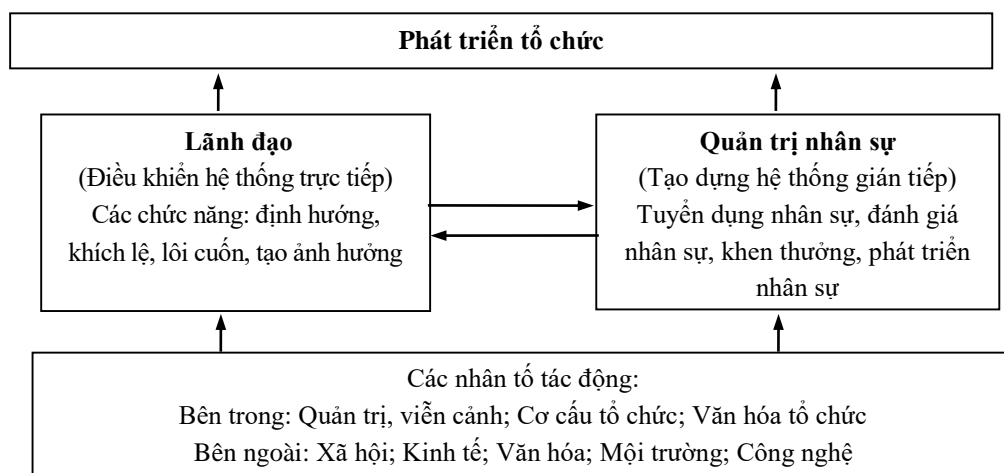 Phát triển tổ chức
Lãnh đạo
(Điều khiển hệ thống trực tiếp)
Các chức năng: định hướng,
khích lệ, lôi cuốn, tạo ảnh hưởng
Quản trị nhân sự
(Tạo dựng hệ thống gián tiếp)
Tuyển dụng nhân sự, đánh giá
nhân sự, khen thưởng, phát triển
nhân sự
Các nhân tố tác động:
Bên trong: Quản trị, viễn cảnh; Cơ cấu tổ chức; Văn hóa tổ chức
Bên ngoài: Xã hội; Kinh tế; Văn hóa; Mội trường; Công nghệ